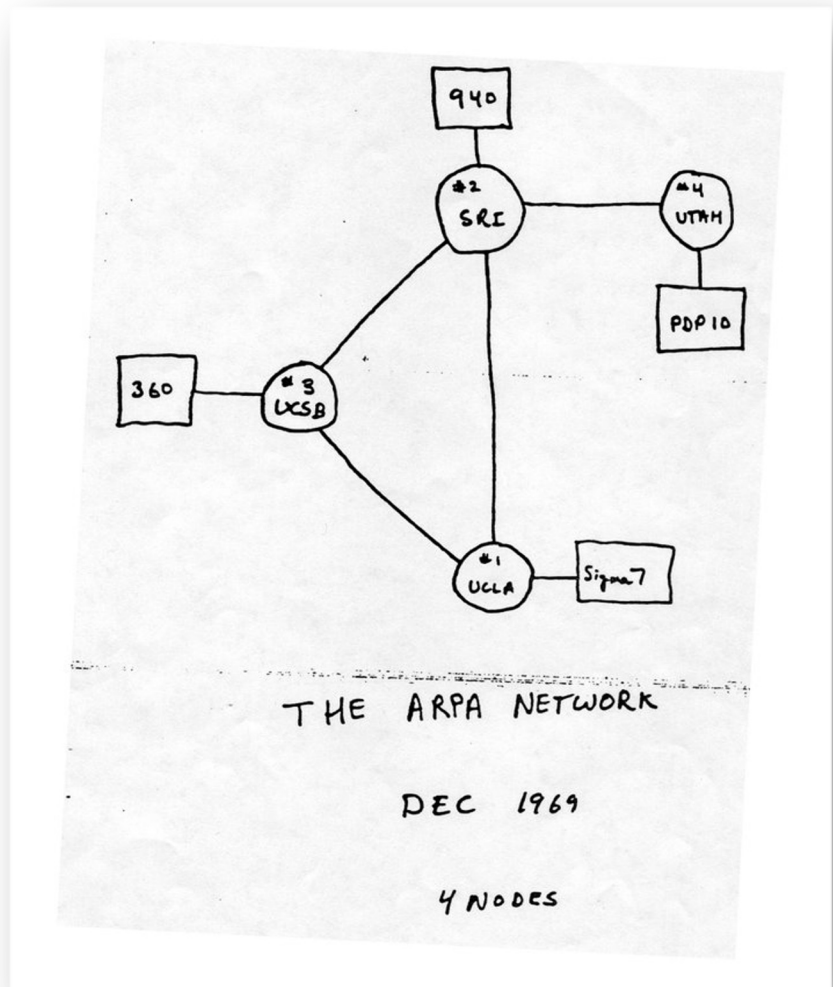 940
#2
SRI
#4
UTAH
PDP 10
360
#3
UCSB
#1
UCLA
Sigma 7
THE ARPA NETWORK
DEC 1969
4 NODES